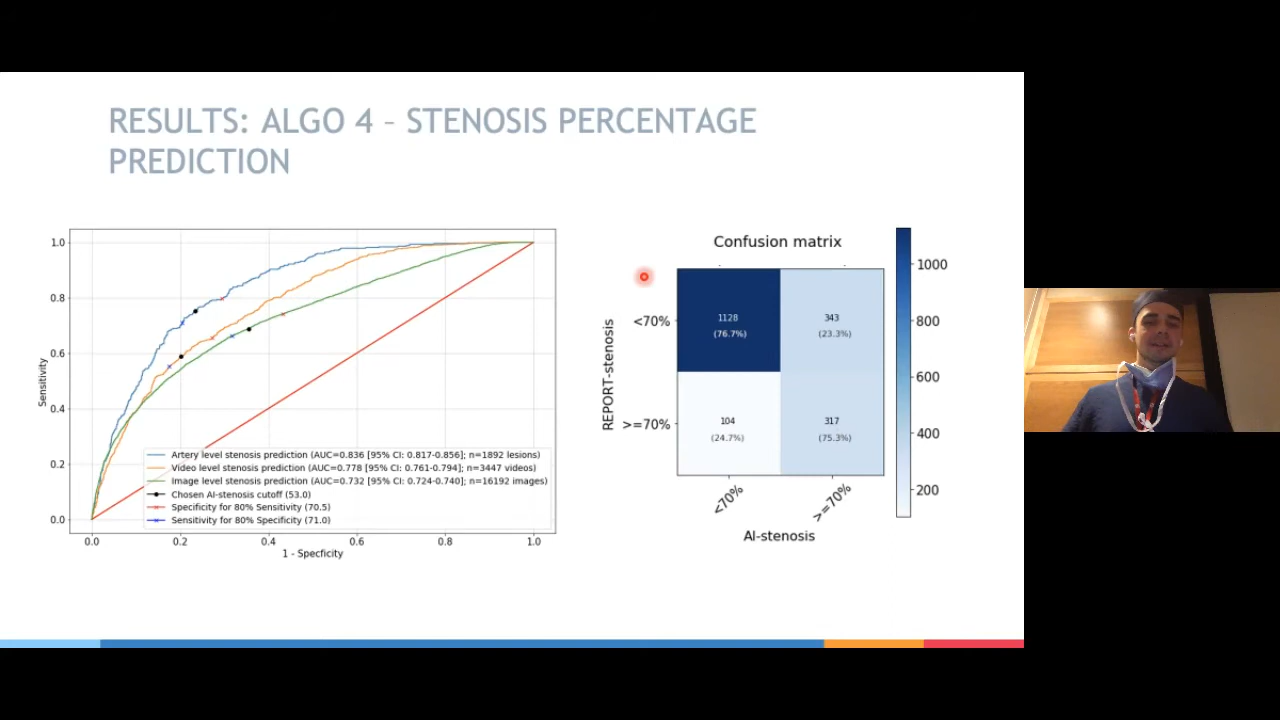 RESULTS: ALGO 4 – STENOSIS PERCENTAGE
PREDICTION
1.0
0.8
0.6
0.4
0.2
0.0
Sensitivity
0.0 0.2 0.4 0.6 0.8 1.0
1 - Specficity
Artery level stenosis prediction (AUC=0.836 [95% CI: 0.817-0.856]; n=1892 lesions)
Video level stenosis prediction (AUC=0.778 [95% CI: 0.761-0.794]; n=3447 videos)
Image level stenosis prediction (AUC=0.732 [95% CI: 0.724-0.740]; n=16192 images)
Chosen AI-stenosis cutoff (53.0)
Specificity for 80% Sensitivity (70.5)
Sensitivity for 80% Specificity (71.0)
Confusion matrix
REPORT-stenosis
<70%
>=70%
1128
(76.7%)
343
(23.3%)
104
(24.7%)
317
(75.3%)
<70%
>=70%
AI-stenosis
1000
800
600
400
200